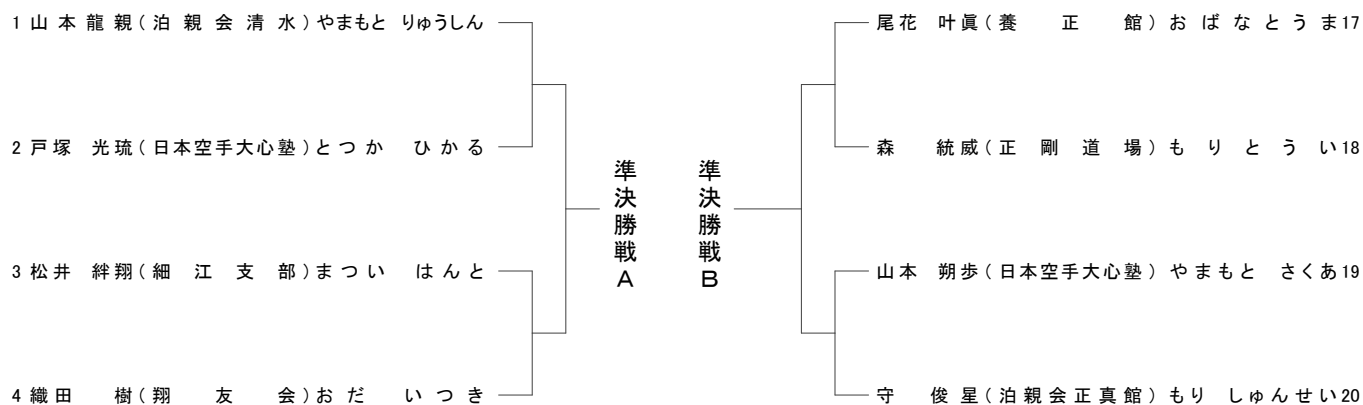 1 山本龍親(泊親会清水)やまもと りゅうしん
2 戸塚 光琉(日本空手大心塾)とつか ひかる
3 松井 絆翔(細江支部)まつい はんと
4 織田 樹(翔友会)おだ いつき
準決勝戦A
準決勝戦B
尾花 叶眞(養正館)おばなとうま17
森 統威(正剛道場)もりとうい18
山本 朔歩(日本空手大心塾)やまもと さくあ19
守 俊星(泊親会正真館)もり しゅんせい20